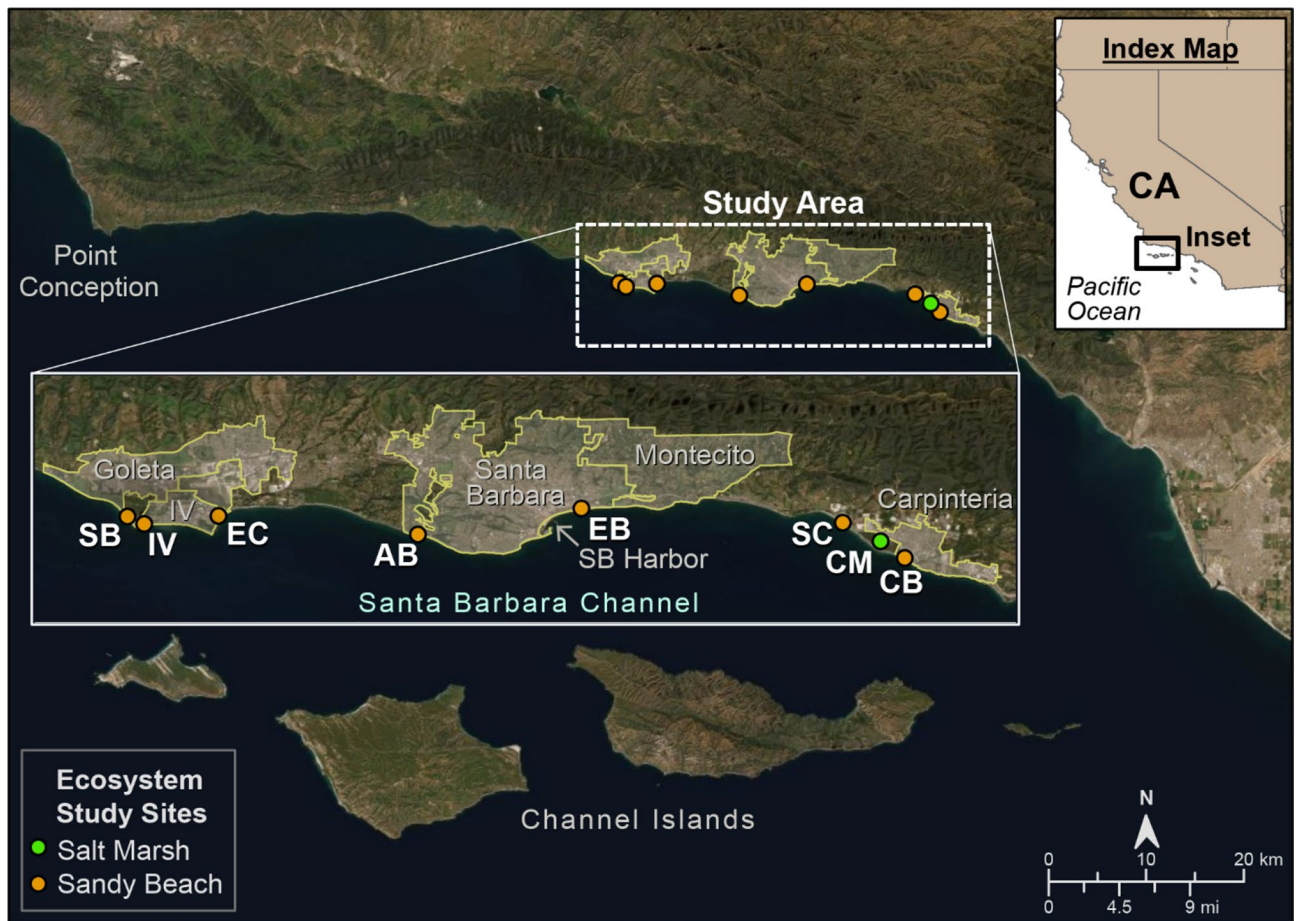 Index Map
CA
Inset
Pacific
Ocean
Study Area
Point
Conception
Goleta
IV
Santa
Barbara
Montecito
Carpinteria
SB
IV
EC
AB
EB
SB Harbor
SC
CM
CB
Santa Barbara Channel
Channel Islands
Ecosystem
Study Sites
Salt Marsh
Sandy Beach
N
0 10 20 km
0 4.5 9 mi